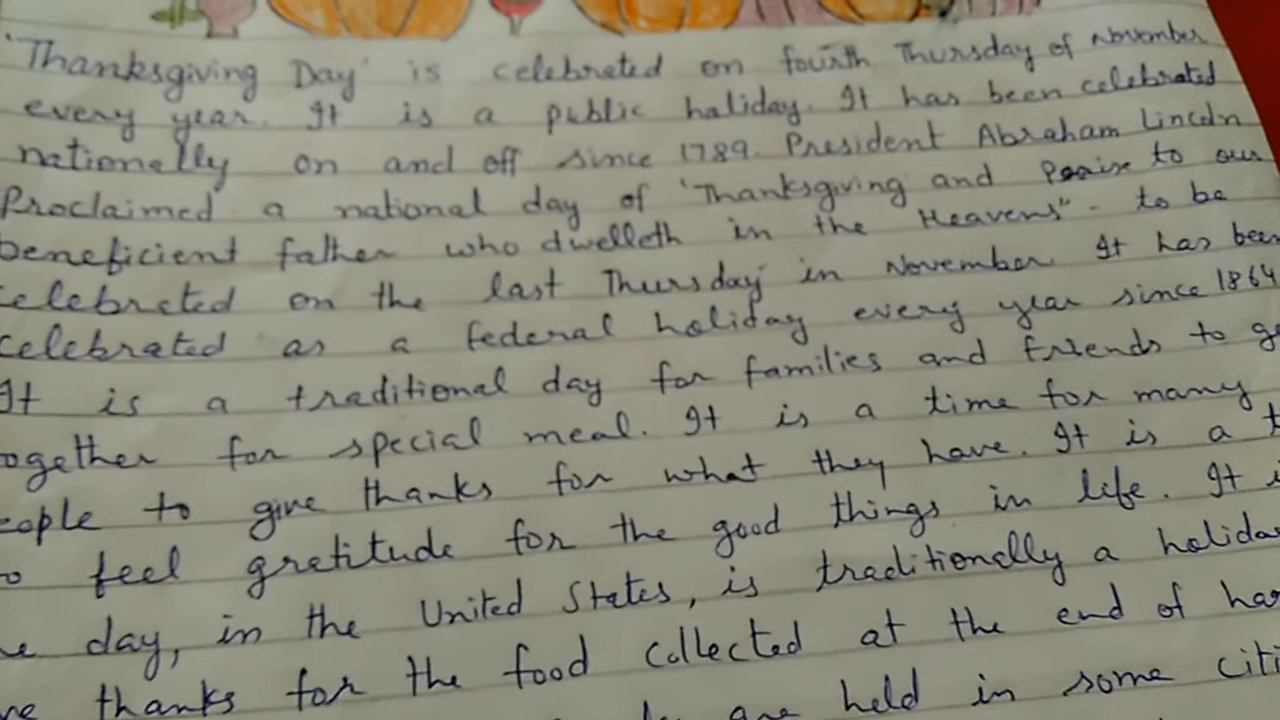 'Thanksgiving Day' is celebrated on fourth Thursday of November
every year. It is a public haliday. It has been celebrated
nationally on and off since 1789. President Abraham Lincoln
Proclaimed a national day of 'Thanksgiving and Praise to our
beneficient father who dwelleth in the Heavens" - to be
celebrated on the last Thursday in November. It has been
celebrated as a federal holiday every year since 1864
It is a traditional day for families and friends to
together for special meal. It is a time for many
people to give thanks for what they have. It is a
feel gratitude for the good things in life. It
day, in the United States, is traditionally a
thanks for the food collected at the end of
are held in some